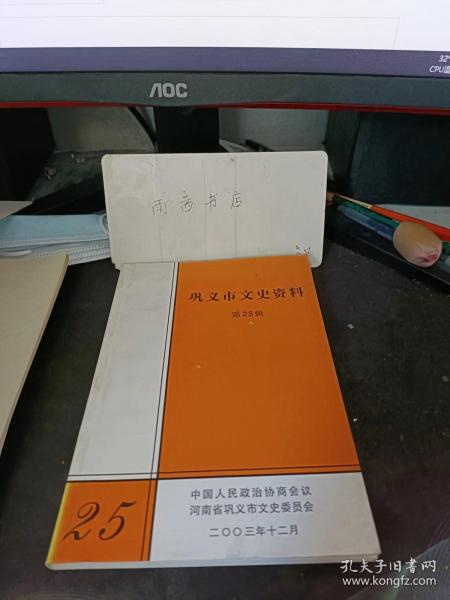 32°
CPU温
AOC
雨茜书店
巩义市文史资料
第25辑
25
中国人民政治协商会议
河南省巩义市文史委员会
二〇〇三年十二月
孔夫子旧书网
www.kongfz.com